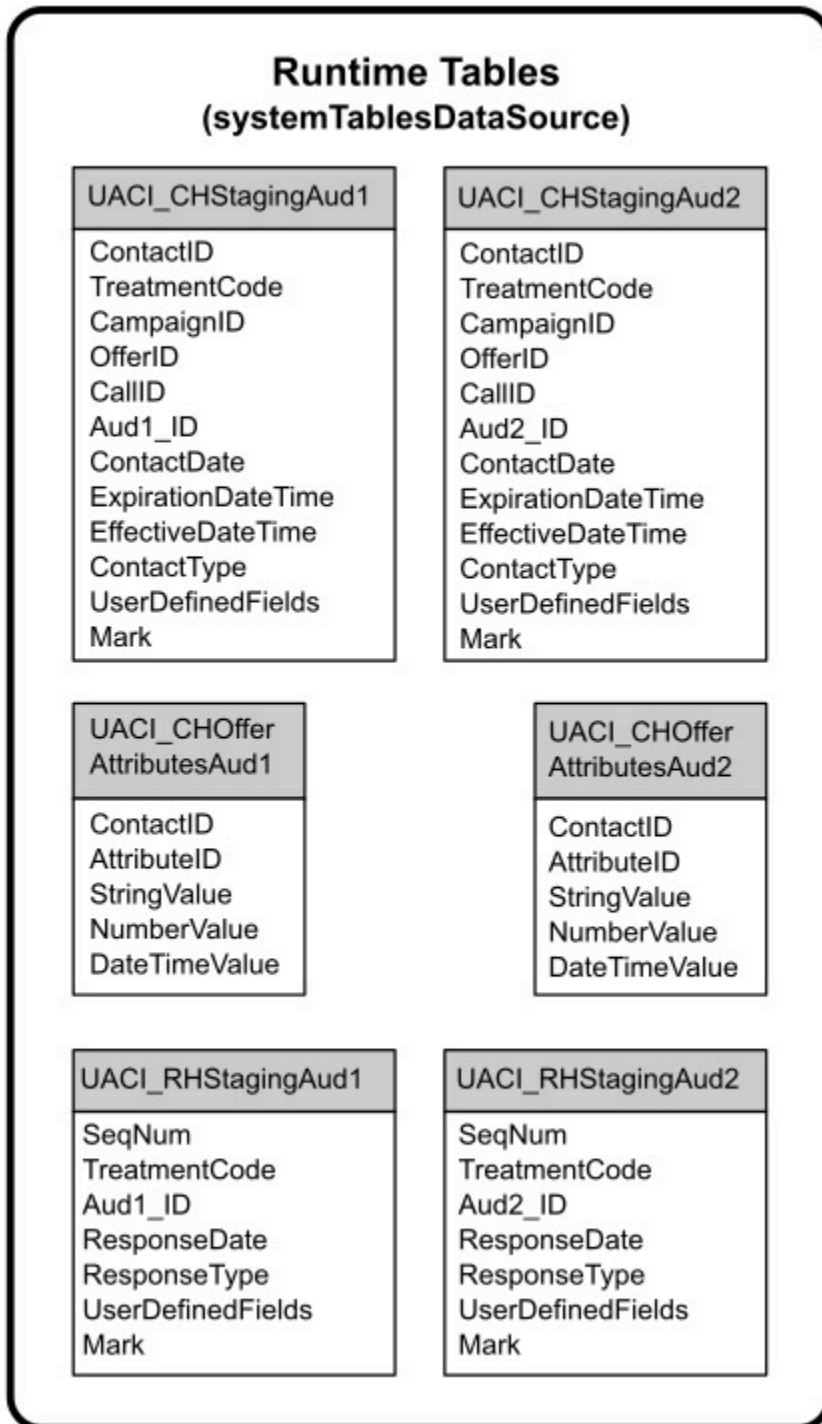 Runtime Tables
(systemTablesDataSource)
UACI_CHStagingAud1
ContactID
TreatmentCode
CampaignID
OfferID
CallID
Aud1_ID
ContactDate
ExpirationDateTime
EffectiveDateTime
ContactType
UserDefinedFields
Mark
UACI_CHStagingAud2
ContactID
TreatmentCode
CampaignID
OfferID
CallID
Aud2_ID
ContactDate
ExpirationDateTime
EffectiveDateTime
ContactType
UserDefinedFields
Mark
UACI_CHOffer
AttributesAud1
ContactID
AttributeID
StringValue
NumberValue
DateTimeValue
UACI_CHOffer
AttributesAud2
ContactID
AttributeID
StringValue
NumberValue
DateTimeValue
UACI_RHStagingAud1
SeqNum
TreatmentCode
Aud1_ID
ResponseDate
ResponseType
UserDefinedFields
Mark
UACI_RHStagingAud2
SeqNum
TreatmentCode
Aud2_ID
ResponseDate
ResponseType
UserDefinedFields
Mark